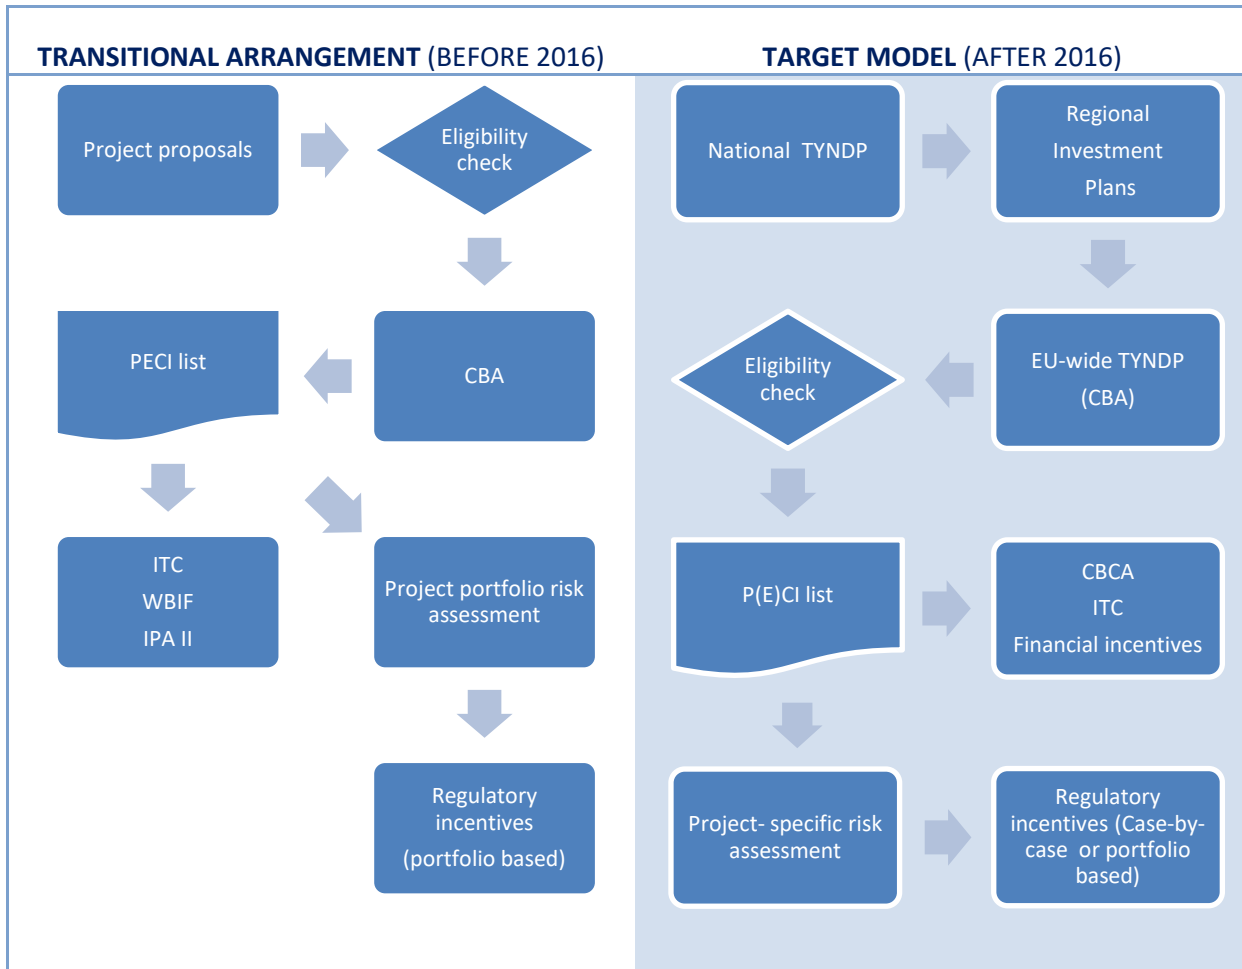 TRANSITIONAL ARRANGEMENT (BEFORE 2016)
Project proposals
Eligibility
check
PECI list
CBA
ITC
WBIF
IPA II
Project portfolio risk
assessment
Regulatory
incentives
(portfolio based)
TARGET MODEL (AFTER 2016)
National TYNDP
Regional
Investment
Plans
Eligibility
check
EU-wide TYNDP
(CBA)
P(E)CI list
CBCA
ITC
Financial incentives
Project- specific risk
assessment
Regulatory
incentives (Case-by-
case or portfolio
based)